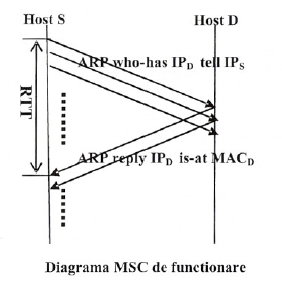 Host S Host D
ARP who-has IPD tell IPS
RTT
ARP reply IPD is-at MACD
Diagrama MSC de functionare